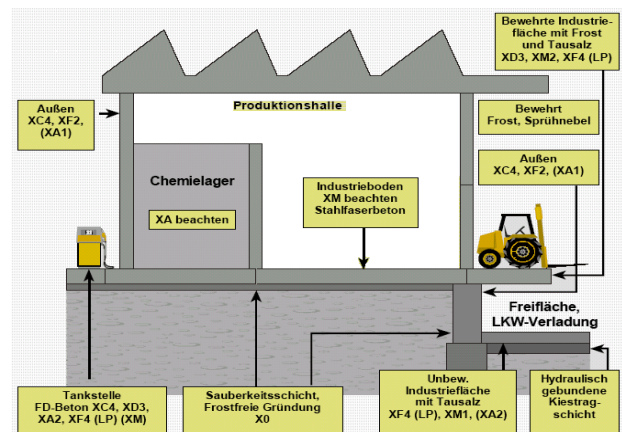 Bewehrte Industrie-
fläche mit Frost
und Tausalz
XD3, XM2, XF4 (LP)
Außen
XC4, XF2,
(XA1)
Produktionshalle
Bewehrt
Frost, Sprühnebel
Außen
XC4, XF2, (XA1)
Chemielager
XA beachten
Industrieboden
XM beachten
Stahlfaserbeton
Freifläche,
LKW-Verladung
Tankstelle
FD-Beton XC4, XD3,
XA2, XF4 (LP) (XM)
Sauberkeitsschicht,
Frostfreie Gründung
X0
Unbew.
Industriefläche
mit Tausalz
XF4 (LP), XM1, (XA2)
Hydraulisch
gebundene
Kiestrag-
schicht